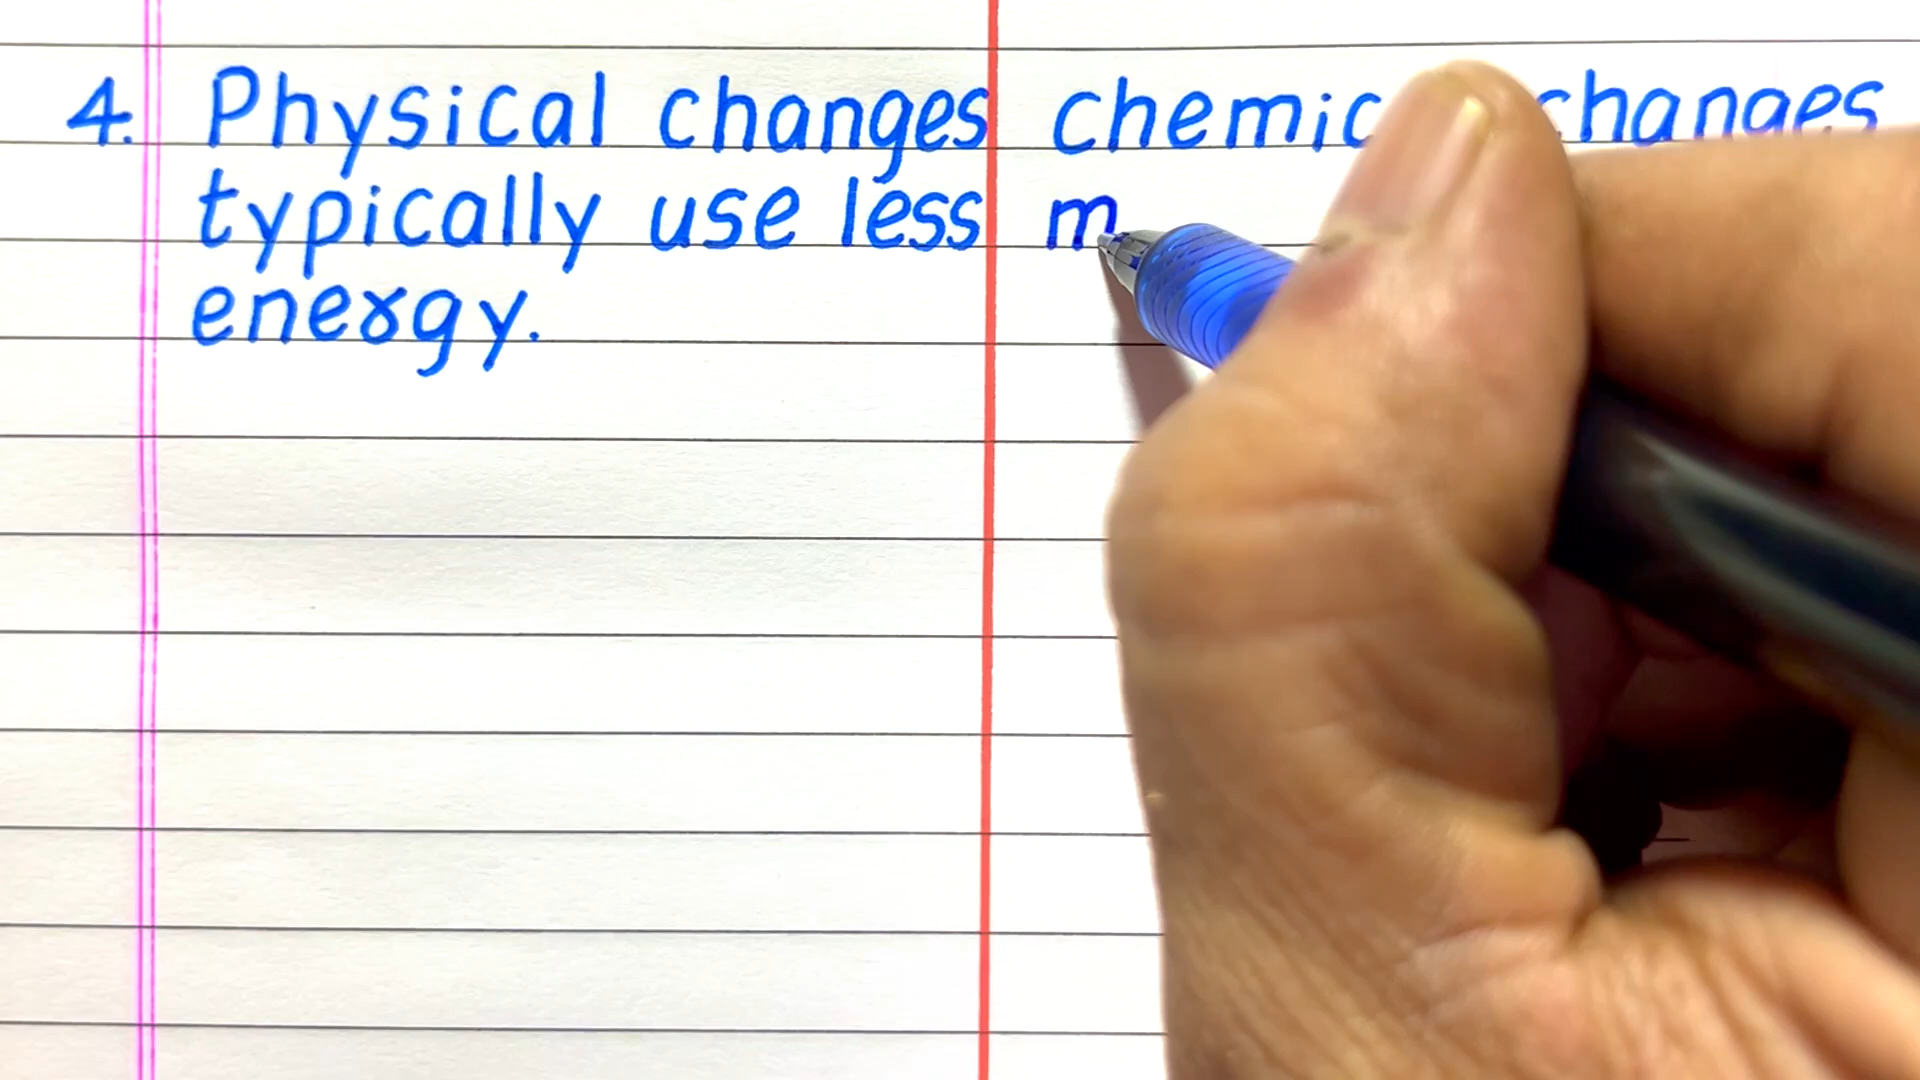 4. Physical changes
typically use less
energy.
chemic changes
m